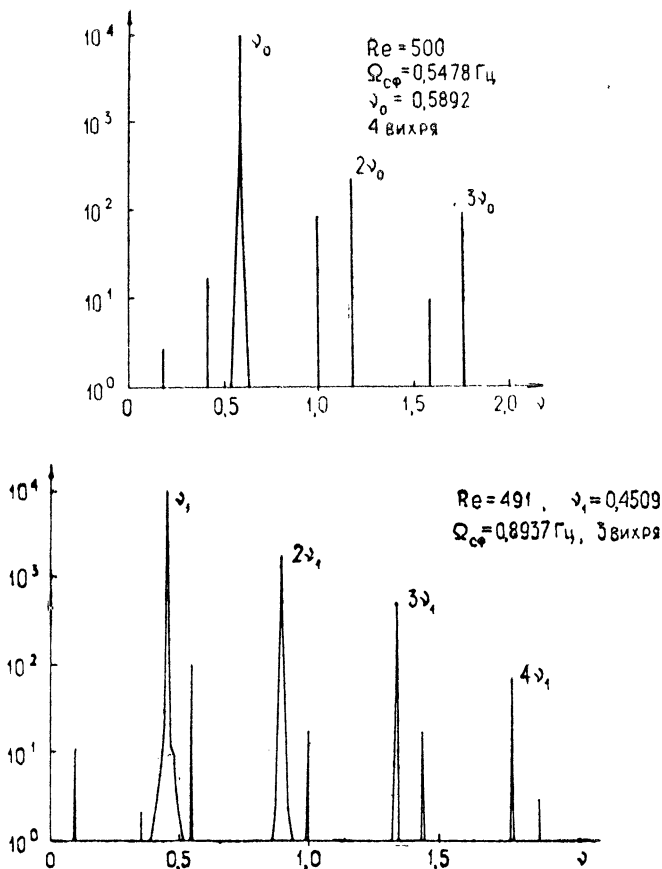 10⁴
ν₀
Re = 500
Ω_сф = 0,5478 Гц
ν₀ = 0,5892
4 вихря
10³
2ν₀
3ν₀
10²
10¹
10⁰
0 0,5 1,0 1,5 2,0 ν
10⁴
ν₁
Re = 491 , ν₁ = 0,4509
Ω_сф = 0,8937 Гц, 3 вихря
2ν₁
10³
3ν₁
10²
4ν₁
10¹
10⁰
0 0,5 1,0 1,5 ν